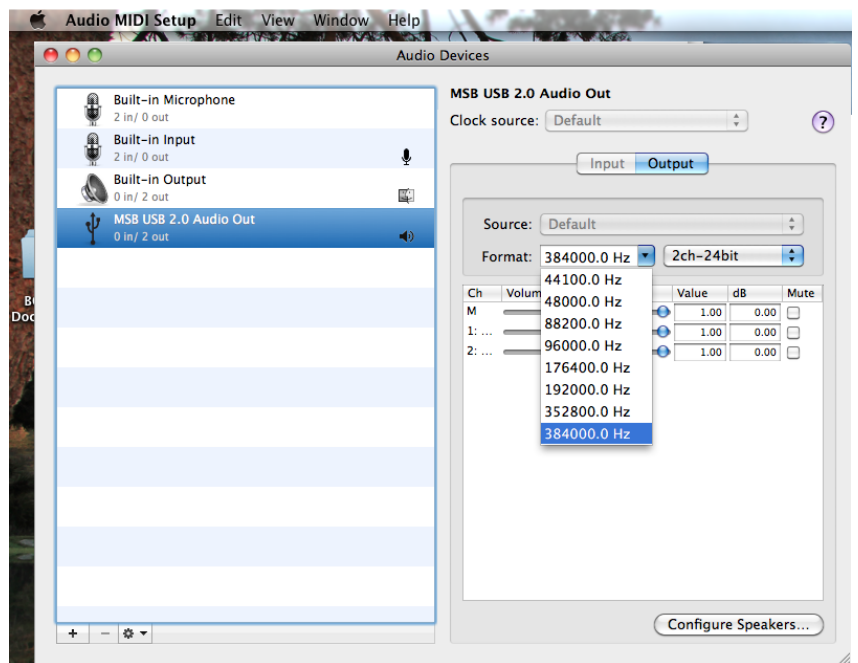 Audio MIDI Setup Edit View Window Help
Audio Devices
Built-in Microphone
2 in/ 0 out
Built-in Input
2 in/ 0 out
Built-in Output
0 in/ 2 out
MSB USB 2.0 Audio Out
0 in/ 2 out
MSB USB 2.0 Audio Out
Clock source: Default
?
Input Output
Source: Default
Format: 384000.0 Hz 2ch-24bit
44100.0 Hz
48000.0 Hz
88200.0 Hz
96000.0 Hz
176400.0 Hz
192000.0 Hz
352800.0 Hz
384000.0 Hz
Ch Volum Value dB Mute
M 1.00 0.00
1: ... 1.00 0.00
2: ... 1.00 0.00
Configure Speakers...
+ −